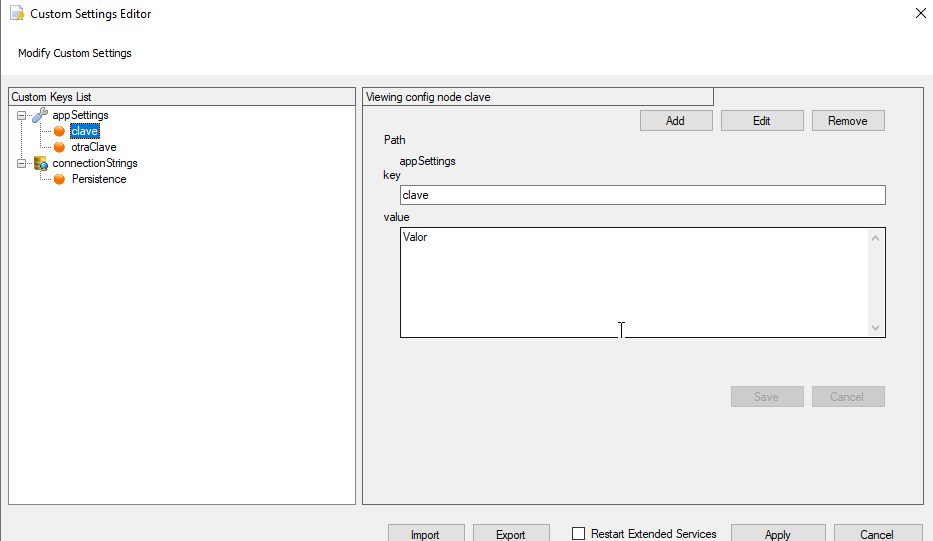 Custom Settings Editor
Modify Custom Settings
Custom Keys List
appSettings
clave
otraClave
connectionStrings
Persistence
Viewing config node clave
Add Edit Remove
Path
appSettings
key
clave
value
Valor
Save Cancel
Import Export Restart Extended Services Apply Cancel